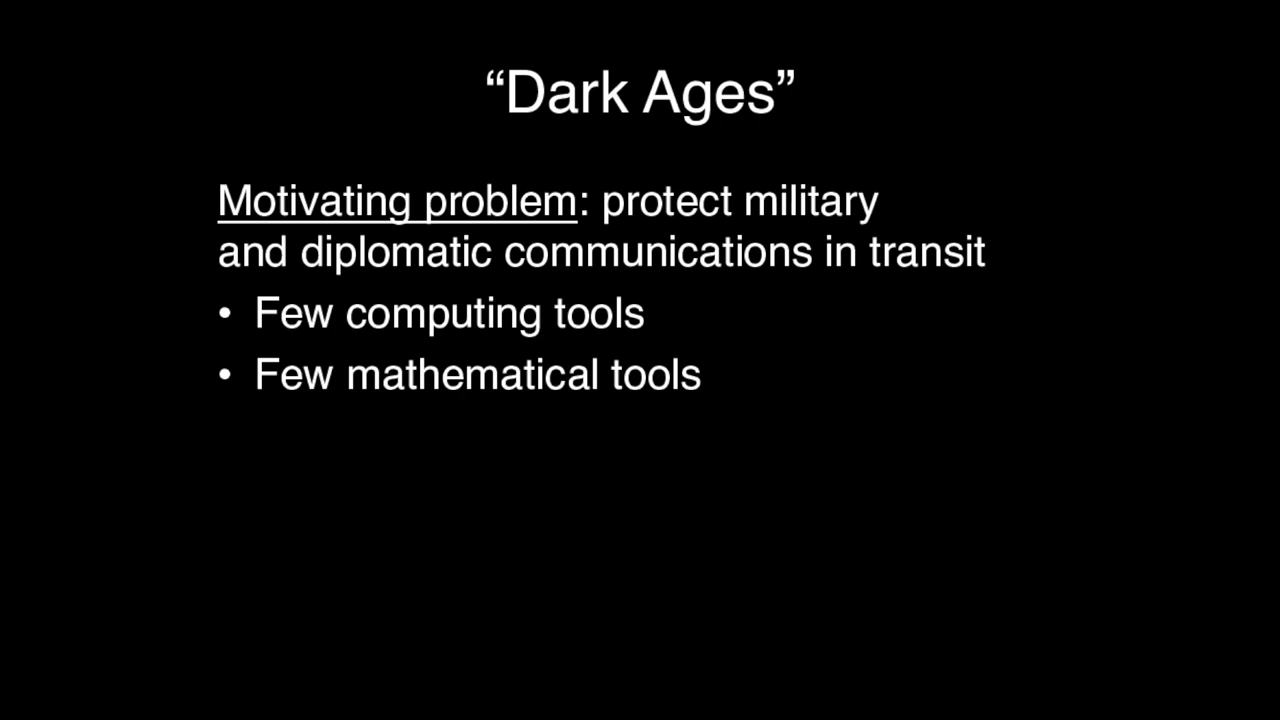 “Dark Ages”
Motivating problem: protect military
and diplomatic communications in transit
• Few computing tools
• Few mathematical tools